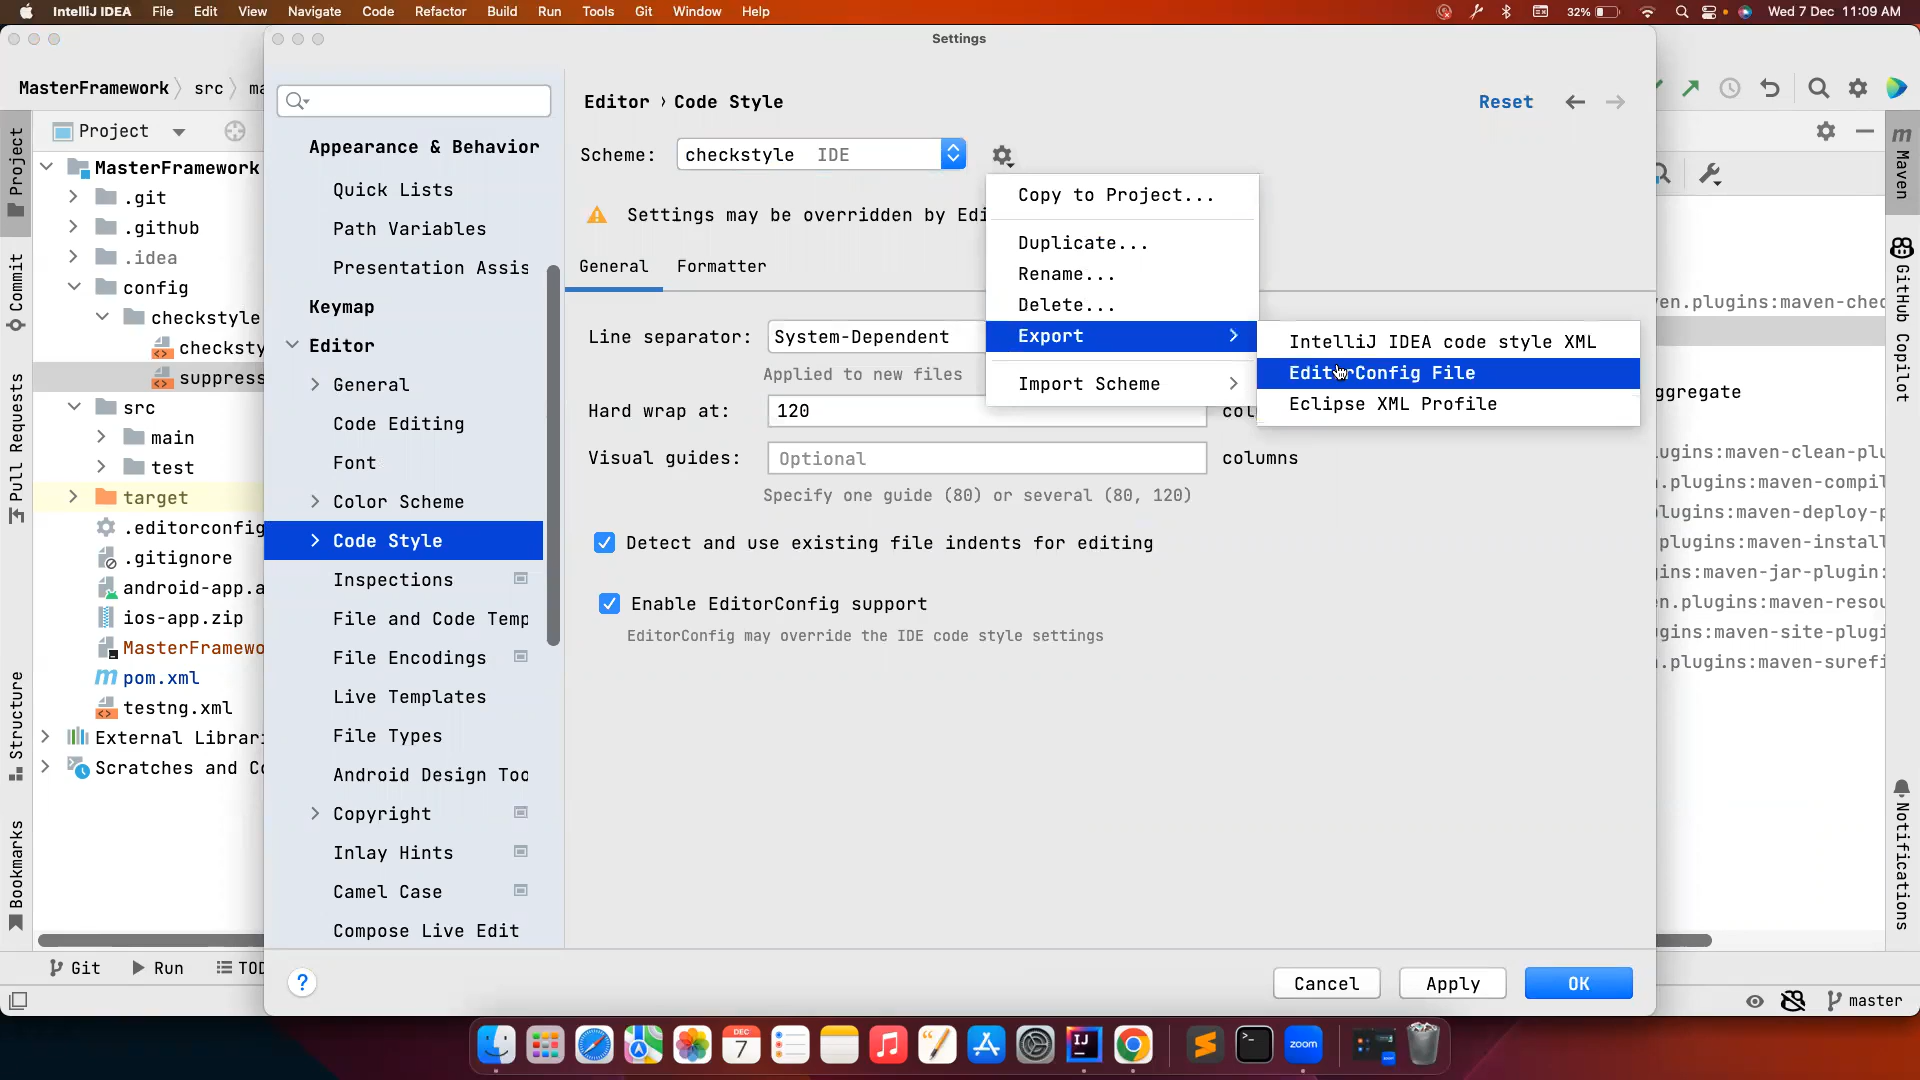 IntelliJ IDEA File Edit View Navigate Code Refactor Build Run Tools Git Window Help 32% Wed 7 Dec 11:09 AM
Settings
MasterFramework src
Editor › Code Style Reset
Project
Appearance & Behavior
Scheme: checkstyle IDE
MasterFramework
Quick Lists
Copy to Project...
.git
Path Variables
Settings may be overridden by
.github
Duplicate...
Presentation
General Formatter
.idea
Rename...
config
Keymap
Delete...
checkstyle
Editor
Line separator: System-Dependent
Export
IntelliJ IDEA code style XML
General
Applied to new files
Import Scheme
EditorConfig File
src
Hard wrap at: 120
Eclipse XML Profile
main
Code Editing
Visual guides: Optional columns
test
Font
Specify one guide (80) or several (80, 120)
target
Color Scheme
.editorconfig
Code Style
Detect and use existing file indents for editing
.gitignore
Inspections
Enable EditorConfig support
ios-app.zip
File and Code
EditorConfig may override the IDE code style settings
File Encodings
pom.xml
Live Templates
testng.xml
File Types
External
Scratches and
Android Design
Copyright
Inlay Hints
Camel Case
Compose Live Edit
Git Run
? Cancel Apply OK
master
Project
Commit
Pull Requests
Structure
Bookmarks
m Maven
GitHub Copilot
Notifications
DEC
7
IJ
zoom